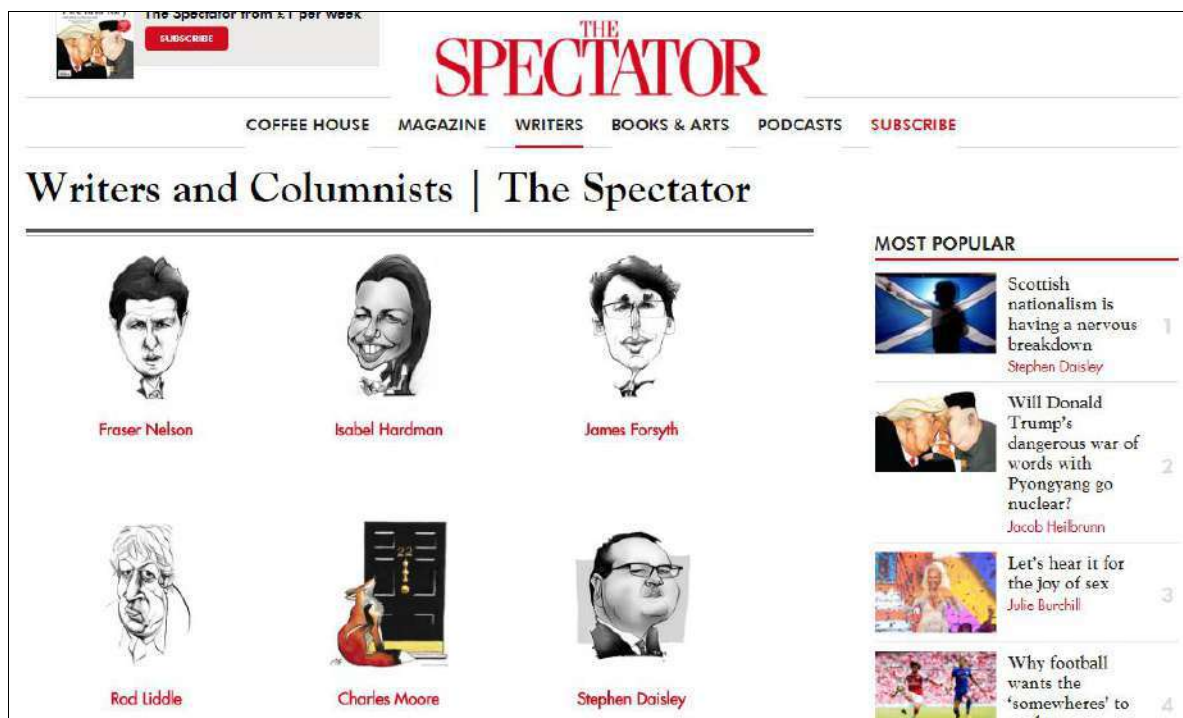 The Spectator from £1 per week
SUBSCRIBE
THE
SPECTATOR
COFFEE HOUSE MAGAZINE WRITERS BOOKS & ARTS PODCASTS SUBSCRIBE
Writers and Columnists | The Spectator
Fraser Nelson
Isabel Hardman
James Forsyth
22
Rod Liddle
Charles Moore
Stephen Daisley
MOST POPULAR
Scottish
nationalism is
having a nervous
breakdown
Stephen Daisley
1
Will Donald
Trump's
dangerous war of
words with
Pyongyang go
nuclear?
Jacob Heilbrunn
2
Let's hear it for
the joy of sex
Julie Burchill
3
Why football
wants the
'somewheres' to
4